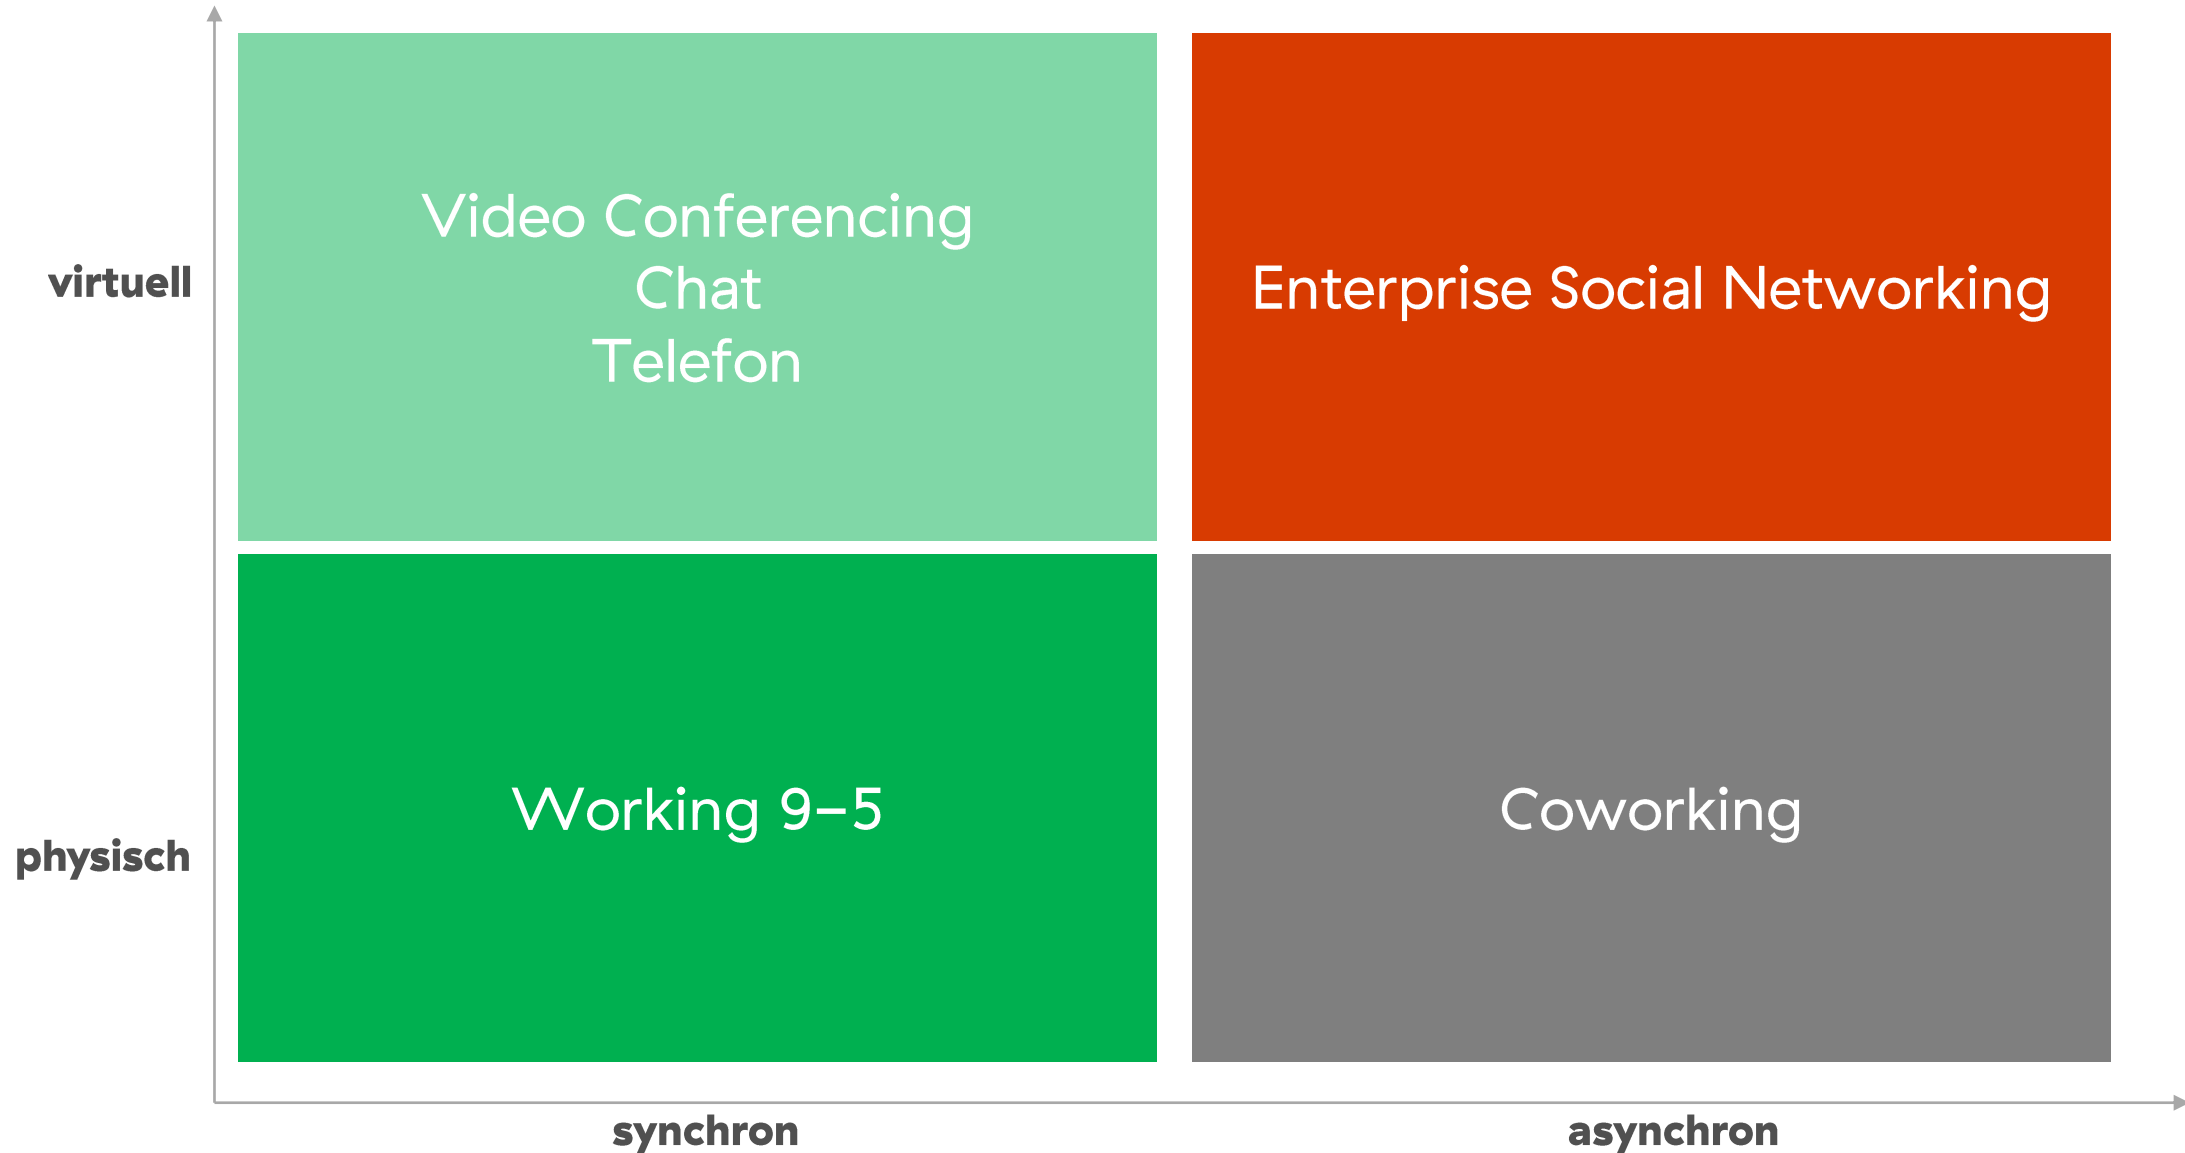 virtuell
Video Conferencing
Chat
Telefon
Enterprise Social Networking
physisch
Working 9–5
Coworking
synchron
asynchron